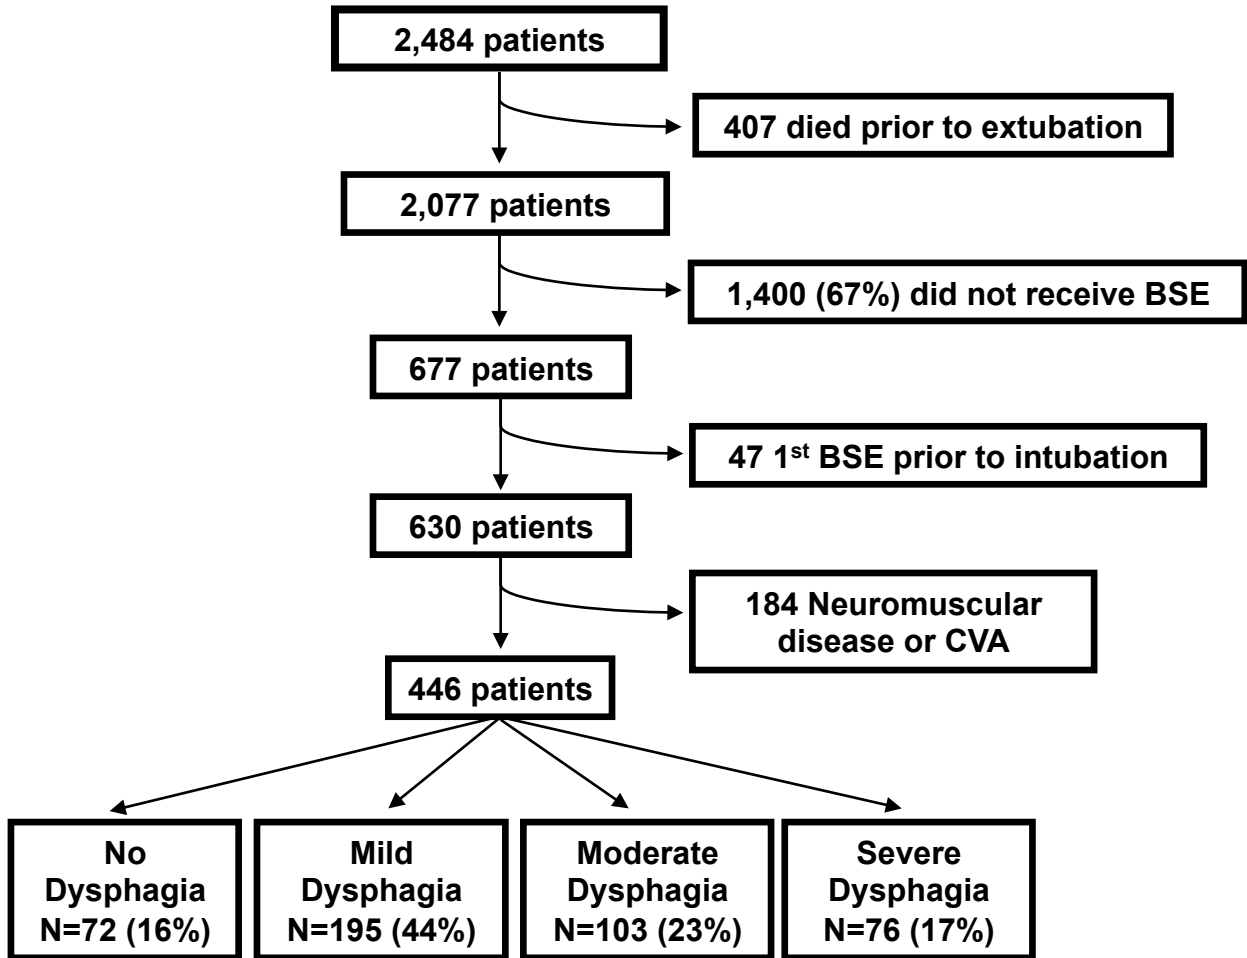 2,484 patients
407 died prior to extubation
2,077 patients
1,400 (67%) did not receive BSE
677 patients
47 1st BSE prior to intubation
630 patients
184 Neuromuscular
disease or CVA
446 patients
No
Dysphagia
N=72 (16%)
Mild
Dysphagia
N=195 (44%)
Moderate
Dysphagia
N=103 (23%)
Severe
Dysphagia
N=76 (17%)